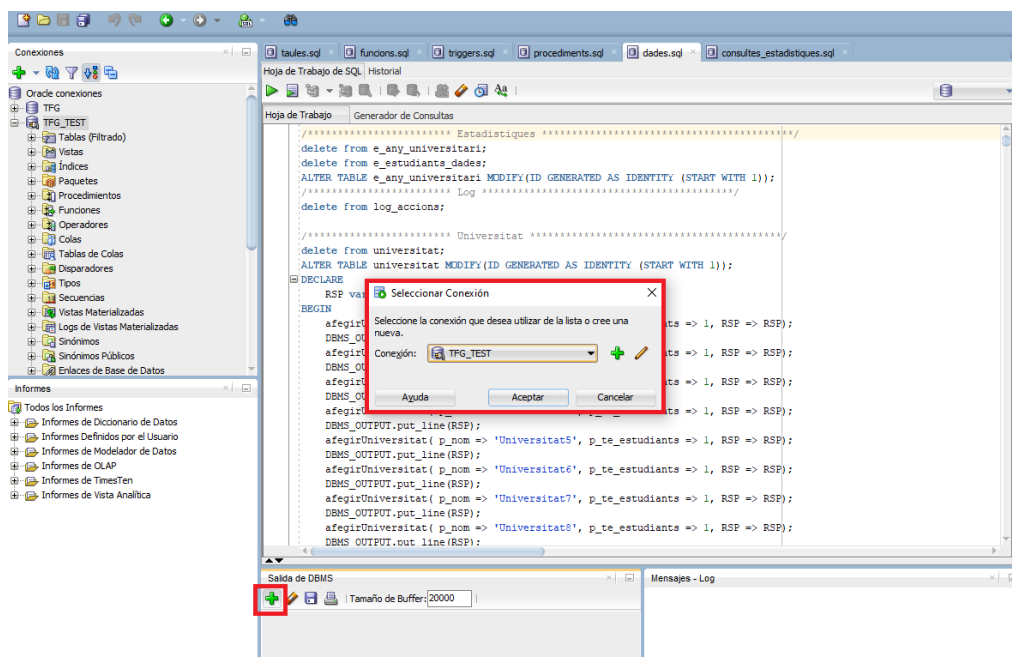 Conexiones
Oracle conexiones
TFG
TFG_TEST
Tablas (Filtrado)
Vistas
Índices
Paquetes
Procedimientos
Funciones
Operadores
Colas
Tablas de Colas
Disparadores
Tipos
Secuencias
Vistas Materializadas
Logs de Vistas Materializadas
Sinónimos
Sinónimos Públicos
Enlaces de Base de Datos
Informes
Todos los Informes
Informes de Diccionario de Datos
Informes Definidos por el Usuario
Informes de Modelador de Datos
Informes de OLAP
Informes de TimesTen
Informes de Vista Analítica
taules.sql funcions.sql triggers.sql procediments.sql dades.sql consultes_estadistiques.sql
Hoja de Trabajo de SQL Historial
Hoja de Trabajo Generador de Consultas
/*********************** Estadistiques *****************************************/
delete from e_any_universitari;
delete from e_estudiants_dades;
ALTER TABLE e_any_universitari MODIFY(ID GENERATED AS IDENTITY (START WITH 1));
/*********************** Log *****************************************/
delete from log_accions;
/*********************** Universitat *****************************************/
delete from universitat;
ALTER TABLE universitat MODIFY(ID GENERATED AS IDENTITY (START WITH 1));
DECLARE
RSP var
BEGIN
afegirU nts => 1, RSP => RSP);
DBMS_OU
afegirU nts => 1, RSP => RSP);
DBMS_OU
afegirU nts => 1, RSP => RSP);
DBMS_OU
afegirU => 1, RSP => RSP);
DBMS_OUTPUT.put_line(RSP);
afegirUniversitat( p_nom => 'Universitat5', p_te_estudiants => 1, RSP => RSP);
DBMS_OUTPUT.put_line(RSP);
afegirUniversitat( p_nom => 'Universitat6', p_te_estudiants => 1, RSP => RSP);
DBMS_OUTPUT.put_line(RSP);
afegirUniversitat( p_nom => 'Universitat7', p_te_estudiants => 1, RSP => RSP);
DBMS_OUTPUT.put_line(RSP);
afegirUniversitat( p_nom => 'Universitat8', p_te_estudiants => 1, RSP => RSP);
DBMS_OUTPUT.put_line(RSP);
Seleccionar Conexión
Seleccione la conexión que desea utilizar de la lista o cree una
nueva.
Conexión: TFG_TEST
Ayuda Aceptar Cancelar
Salida de DBMS
Tamaño de Buffer: 20000
Mensajes - Log